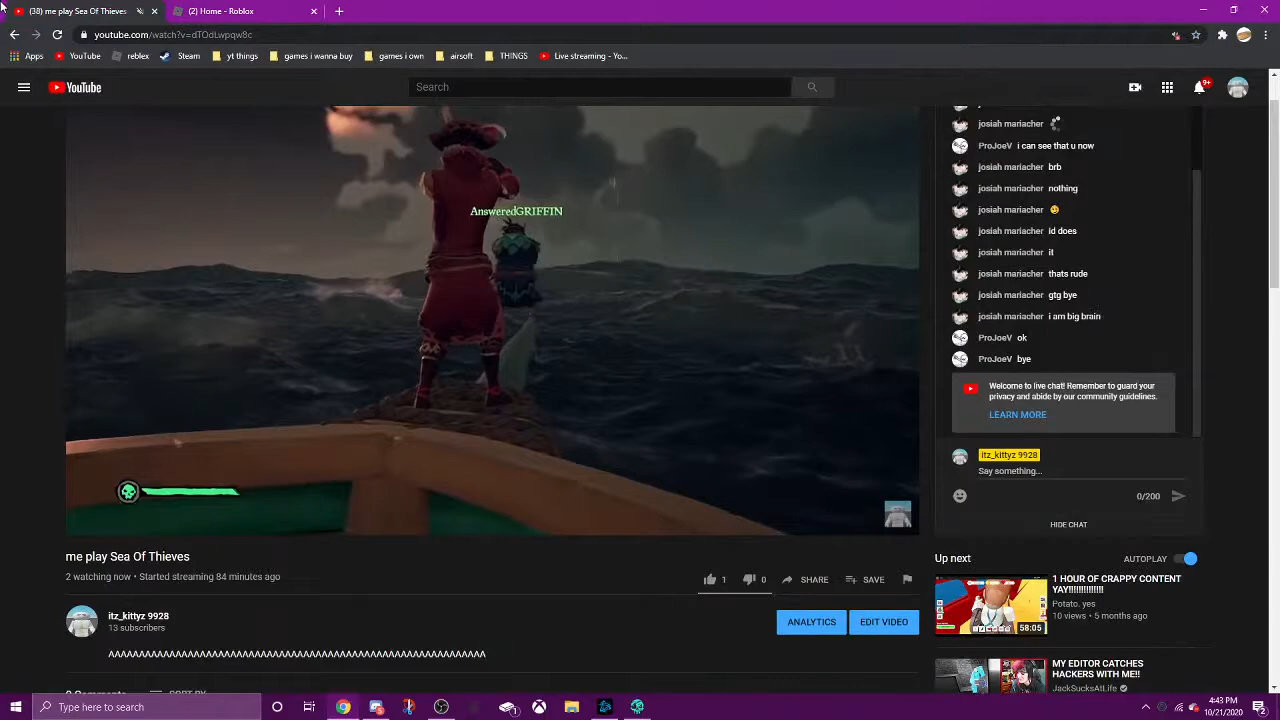 (38) me play Sea Of Thieves
(2) Home - Roblox
youtube.com/watch?v=dTOdLwpqw8c
Apps
YouTube
reblex
Steam
yt things
games i wanna buy
games i own
airsoft
THINGS
Live streaming - Yo...
YouTube
Search
9+
AnsweredGRIFFIN
josiah mariacher
ProJoeV i can see that u now
josiah mariacher brb
josiah mariacher nothing
josiah mariacher
josiah mariacher id does
josiah mariacher it
josiah mariacher thats rude
josiah mariacher gtg bye
josiah mariacher i am big brain
ProJoeV ok
ProJoeV bye
Welcome to live chat! Remember to guard your
privacy and abide by our community guidelines.
LEARN MORE
itz_kittyz 9928
Say something...
0/200
HIDE CHAT
me play Sea Of Thieves
2 watching now • Started streaming 84 minutes ago
1
0
SHARE
SAVE
itz_kittyz 9928
13 subscribers
ANALYTICS
EDIT VIDEO
Up next
AUTOPLAY
1 HOUR OF CRAPPY CONTENT
YAY!!!!!!!!!!!!!!
Potato. yes
10 views • 5 months ago
58:05
MY EDITOR CATCHES
HACKERS WITH ME!!
JackSucksAtLife
Type here to search
4:43 PM
10/21/2020
2